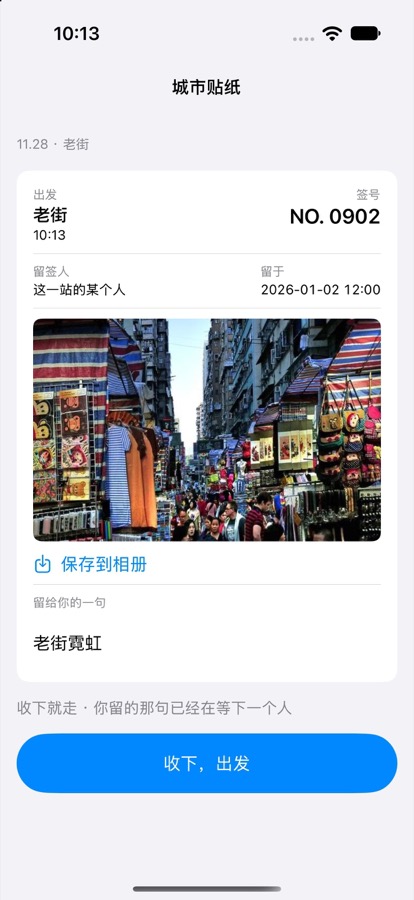 10:13
城市贴纸
11.28 · 老街
出发
签号
老街
NO. 0902
10:13
留签人
留于
这一站的某个人
2026-01-02 12:00
保存到相册
留给你的一句
老街霓虹
收下就走 · 你留的那句已经在等下一个人
收下，出发